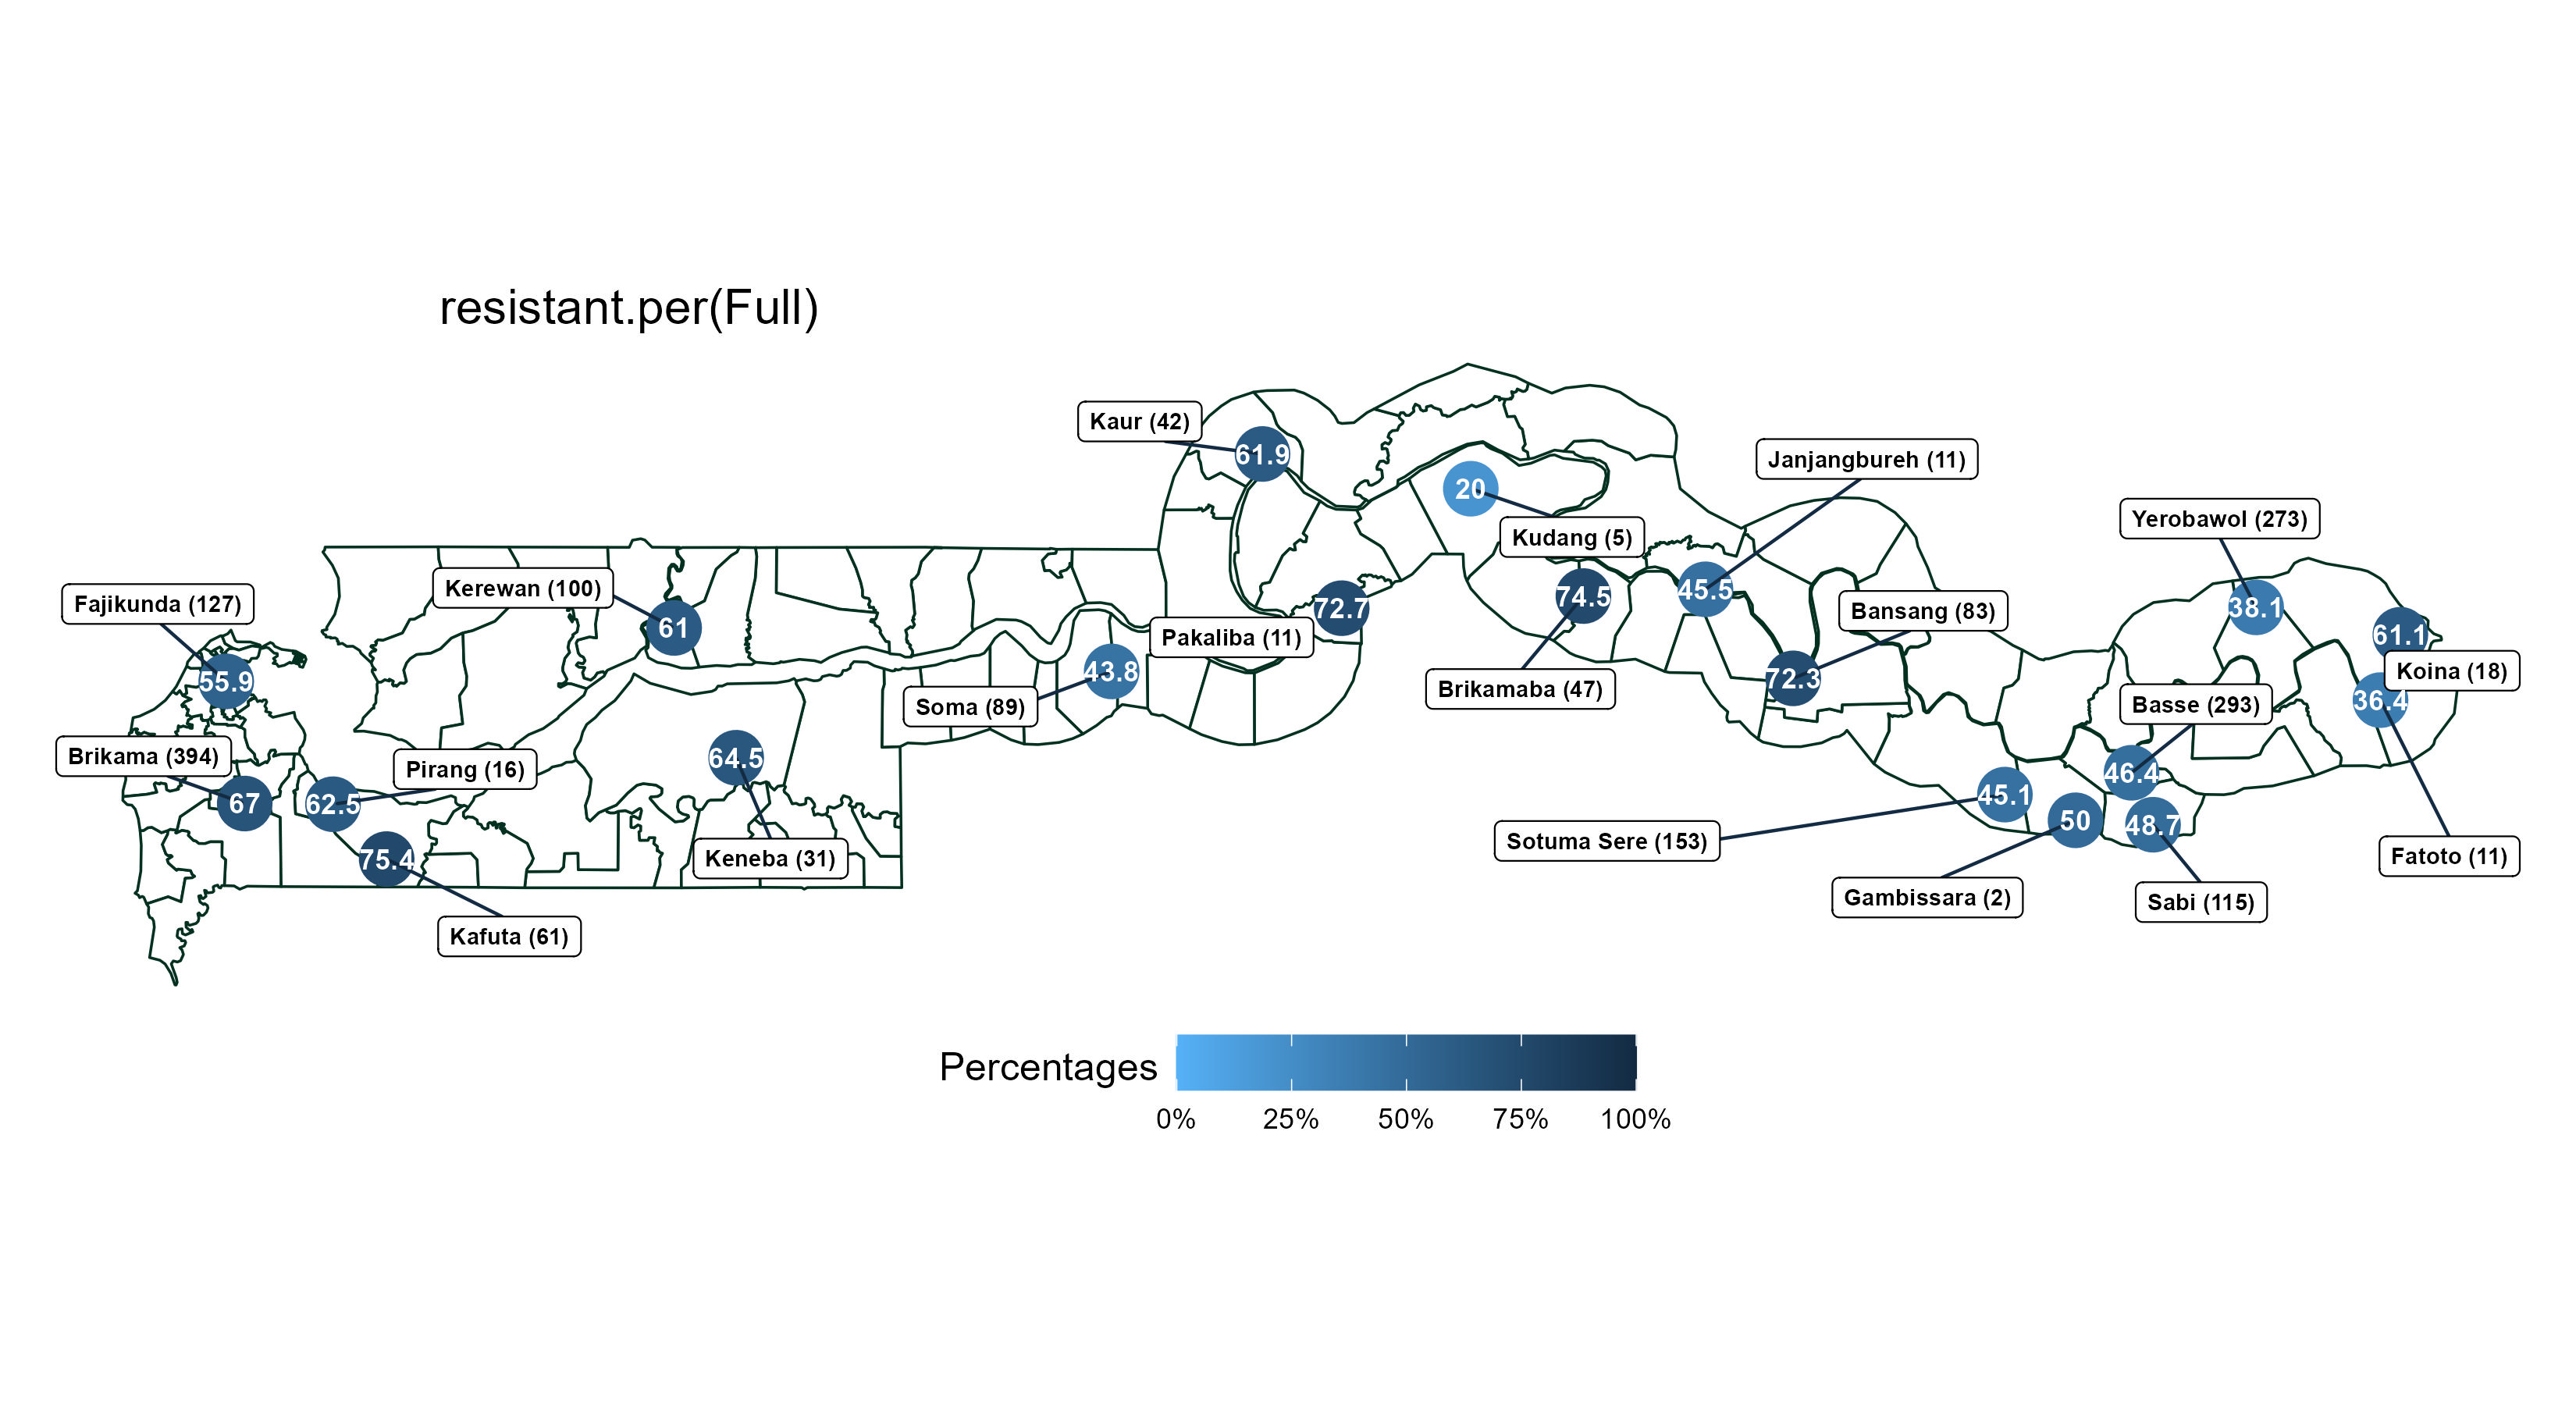 resistant.per(Full)
Kaur (42)
61.9
Janjangbureh (11)
20
Kudang (5)
Yerobawol (273)
Kerewan (100)
Fajikunda (127)
74.5
45.5
72.7
38.1
Bansang (83)
61
61.1
Pakaliba (11)
Koina (18)
43.8
72.3
55.9
Brikamaba (47)
36.4
Soma (89)
Basse (293)
Brikama (394)
64.5
Pirang (16)
46.4
45.1
67
62.5
50
48.7
Sotuma Sere (153)
75.4
Keneba (31)
Fatoto (11)
Gambissara (2)
Sabi (115)
Kafuta (61)
Percentages
0% 25% 50% 75% 100%